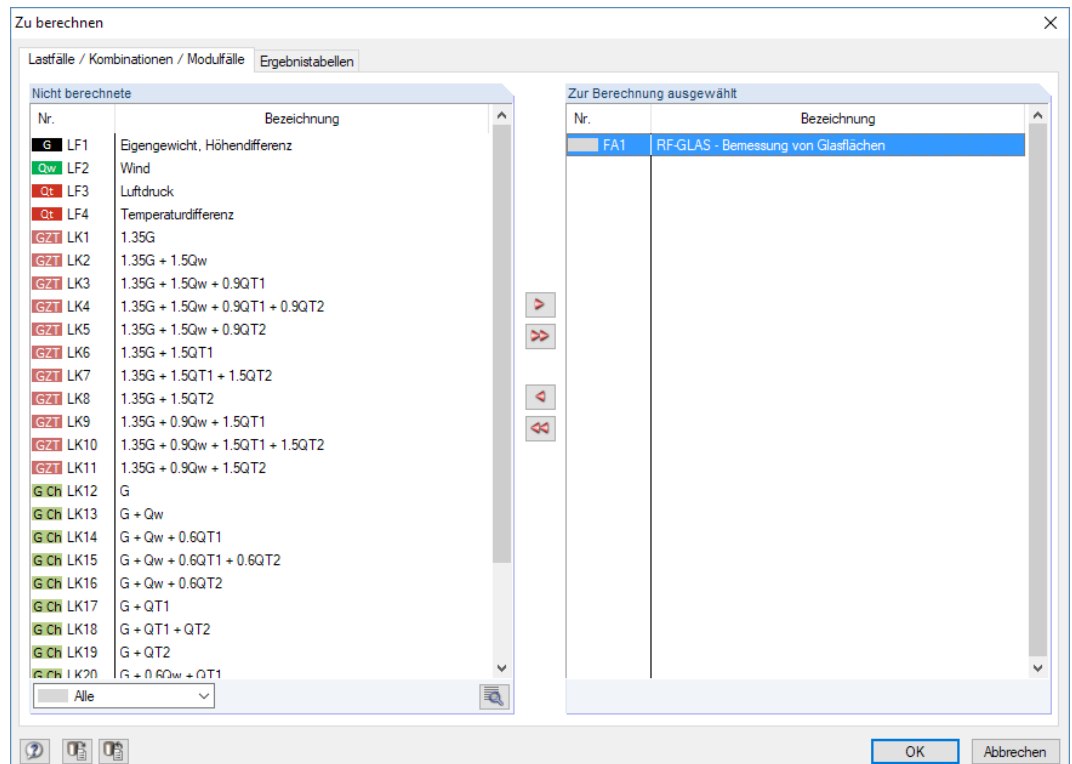 Zu berechnen
Lastfälle / Kombinationen / Modulfälle Ergebnistabellen
Nicht berechnete
Nr. Bezeichnung
G LF1 Eigengewicht, Höhendifferenz
Qw LF2 Wind
Qt LF3 Luftdruck
Qt LF4 Temperaturdifferenz
GZT LK1 1.35G
GZT LK2 1.35G + 1.5Qw
GZT LK3 1.35G + 1.5Qw + 0.9QT1
GZT LK4 1.35G + 1.5Qw + 0.9QT1 + 0.9QT2
GZT LK5 1.35G + 1.5Qw + 0.9QT2
GZT LK6 1.35G + 1.5QT1
GZT LK7 1.35G + 1.5QT1 + 1.5QT2
GZT LK8 1.35G + 1.5QT2
GZT LK9 1.35G + 0.9Qw + 1.5QT1
GZT LK10 1.35G + 0.9Qw + 1.5QT1 + 1.5QT2
GZT LK11 1.35G + 0.9Qw + 1.5QT2
G Ch LK12 G
G Ch LK13 G + Qw
G Ch LK14 G + Qw + 0.6QT1
G Ch LK15 G + Qw + 0.6QT1 + 0.6QT2
G Ch LK16 G + Qw + 0.6QT2
G Ch LK17 G + QT1
G Ch LK18 G + QT1 + QT2
G Ch LK19 G + QT2
G Ch LK20 G + 0.6Qw + QT1
Alle
Zur Berechnung ausgewählt
Nr. Bezeichnung
FA1 RF-GLAS - Bemessung von Glasflächen
OK Abbrechen